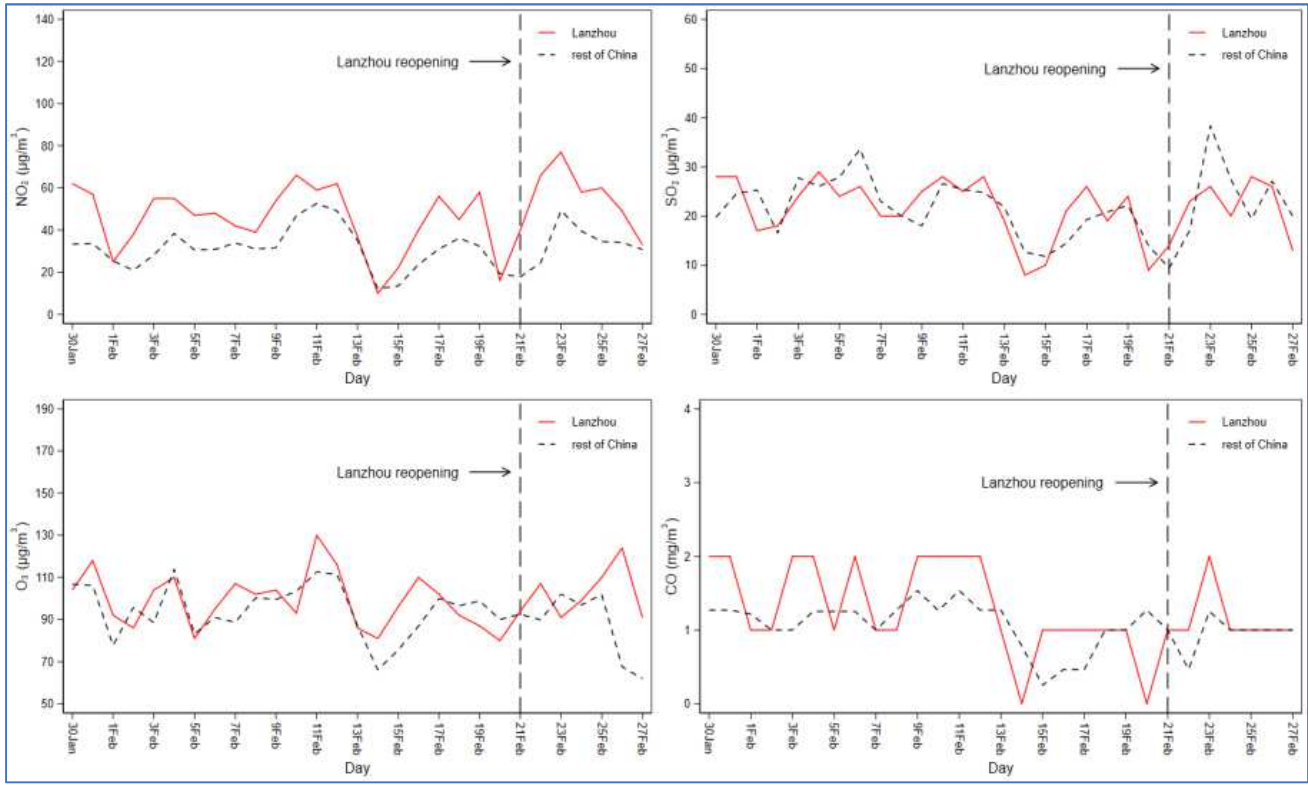 140
120
100
80
60
40
20
0
NO₂ (µg/m³)
Lanzhou
rest of China
Lanzhou reopening
30Jan
1Feb
3Feb
5Feb
7Feb
9Feb
11Feb
13Feb
15Feb
17Feb
19Feb
21Feb
23Feb
25Feb
27Feb
Day
60
50
40
30
20
10
0
SO₂ (µg/m³)
Lanzhou
rest of China
Lanzhou reopening
30Jan
1Feb
3Feb
5Feb
7Feb
9Feb
11Feb
13Feb
15Feb
17Feb
19Feb
21Feb
23Feb
25Feb
27Feb
Day
190
170
150
130
110
90
70
50
O₃ (µg/m³)
Lanzhou
rest of China
Lanzhou reopening
30Jan
1Feb
3Feb
5Feb
7Feb
9Feb
11Feb
13Feb
15Feb
17Feb
19Feb
21Feb
23Feb
25Feb
27Feb
Day
4
3
2
1
0
CO (mg/m³)
Lanzhou
rest of China
Lanzhou reopening
30Jan
1Feb
3Feb
5Feb
7Feb
9Feb
11Feb
13Feb
15Feb
17Feb
19Feb
21Feb
23Feb
25Feb
27Feb
Day